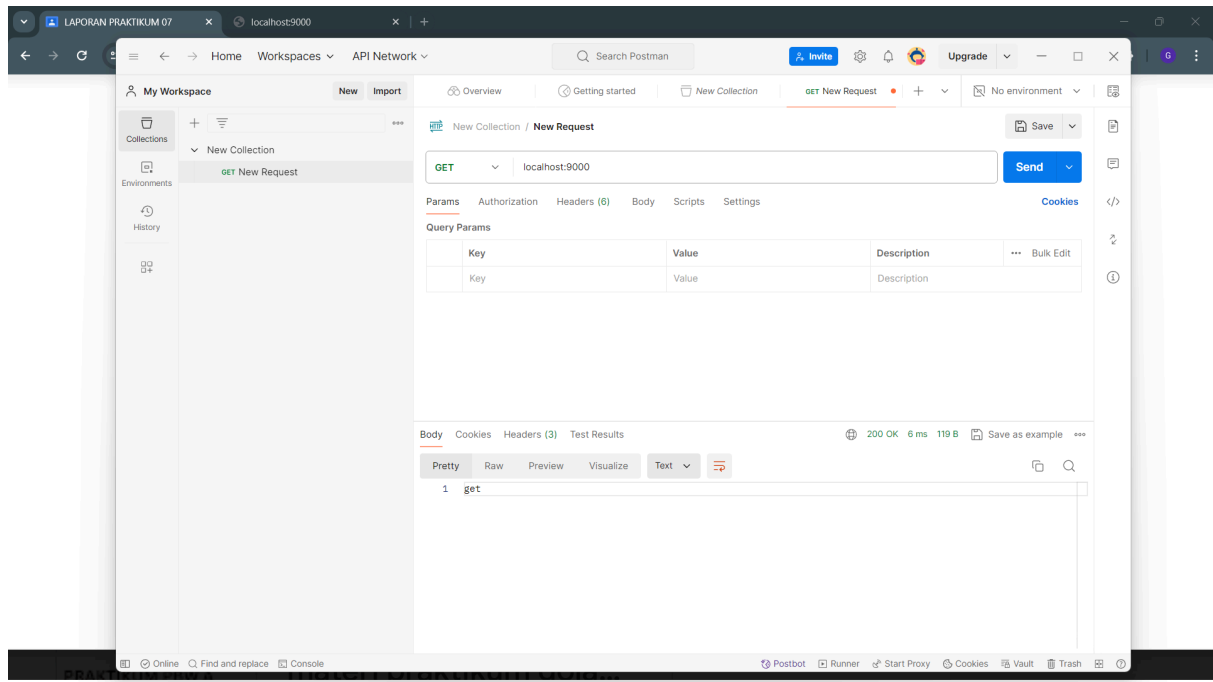 LAPORAN PRAKTIKUM 07
localhost:9000
Home Workspaces API Network
Search Postman
Invite
Upgrade
G
My Workspace New Import
Overview Getting started New Collection GET New Request
No environment
Collections
Environments
History
New Collection
GET New Request
HTTP New Collection / New Request
Save
GET localhost:9000 Send
Params Authorization Headers (6) Body Scripts Settings Cookies
Query Params
Key Value Description Bulk Edit
Key Value Description
Body Cookies Headers (3) Test Results 200 OK 6 ms 119 B Save as example
Pretty Raw Preview Visualize Text
1 get
Online Find and replace Console Postbot Runner Start Proxy Cookies Vault Trash